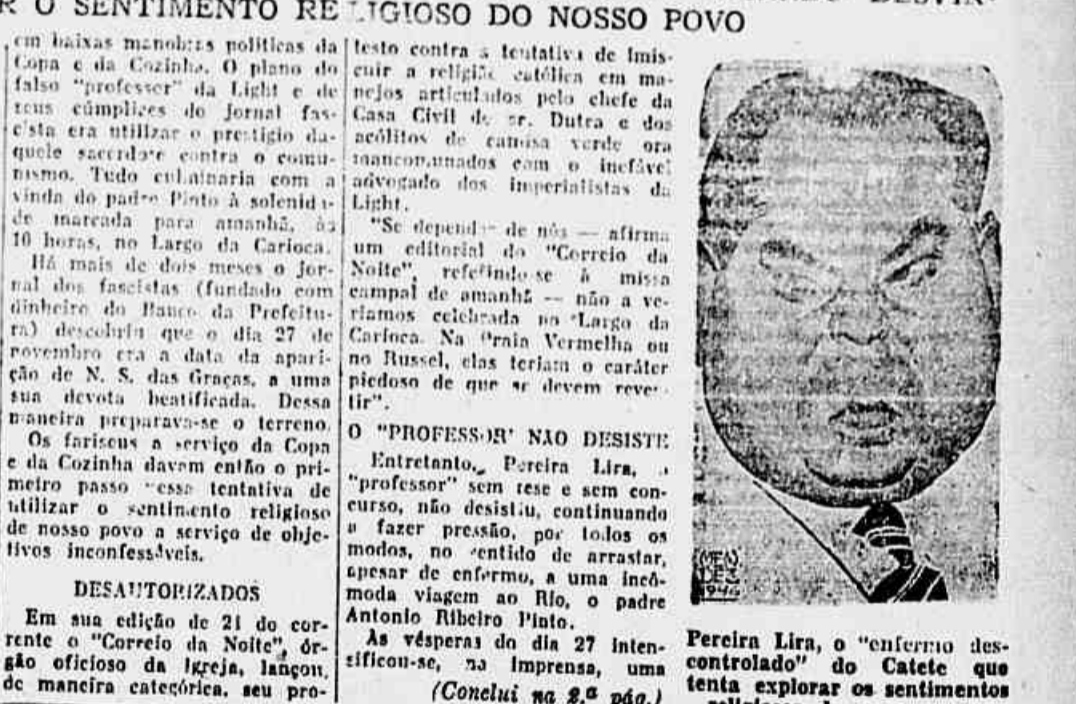 R O SENTIMENTO RELIGIOSO DO NOSSO POVO
em baixas manobras politicas da
Copa e da Cozinha. O plano do
falso "professor" da Light e de
seus cúmplices do Jornal fas-
cista era utilizar o prestigio da-
quele sacerdote contra o comu-
nismo. Tudo culminaria com a
vinda do padre Pinto à solenida-
de marcada para amanhã, às
10 horas, no Largo da Carioca.
Há mais de dois meses o Jor-
nal dos fascistas (fundado com
dinheiro do Banco da Prefeitu-
ra) descobriu que o dia 27 de
novembro era a data da apari-
ção de N. S. das Graças, a uma
sua devota beatificada. Dessa
maneira preparava-se o terreno.
Os fariseus a serviço da Copa
e da Cozinha davam então o pri-
meiro passo nessa tentativa de
utilizar o sentimento religioso
de nosso povo a serviço de obje-
tivos inconfessáveis.
DESAUTORIZADOS
Em sua edição de 21 do cor-
rente o "Correio da Noite", ór-
gão oficioso da Igreja, lançou,
de maneira categórica, seu pro-
testo contra a tentativa de imis-
cuir a religião católica em ma-
nejos articulados pelo chefe da
Casa Civil do sr. Dutra e dos
acólitos de camisa verde ora
mancomunados com o inefável
advogado dos imperialistas da
Light.
"Se depender de nós — afirma
um editorial do "Correio da
Noite", referindo-se à missa
campal de amanhã — não a ve-
riamos celebrada no Largo da
Carioca. Na Praia Vermelha ou
no Russel, elas teriam o caráter
piedoso de que se devem reves-
tir".
O "PROFESSOR" NÃO DESISTE
Entretanto, Pereira Lira, o
"professor" sem tese e sem con-
curso, não desistiu, continuando
a fazer pressão, por todos os
modos, no sentido de arrastar,
apesar de enfermo, a uma incô-
moda viagem ao Rio, o padre
Antonio Ribeiro Pinto.
As vésperas do dia 27 inten-
sificou-se, na imprensa, uma
(Conclui na 2.ª pág.)
MEN
DEZ
1946
Pereira Lira, o "enfermo des-
controlado" do Catete que
tenta explorar os sentimentos